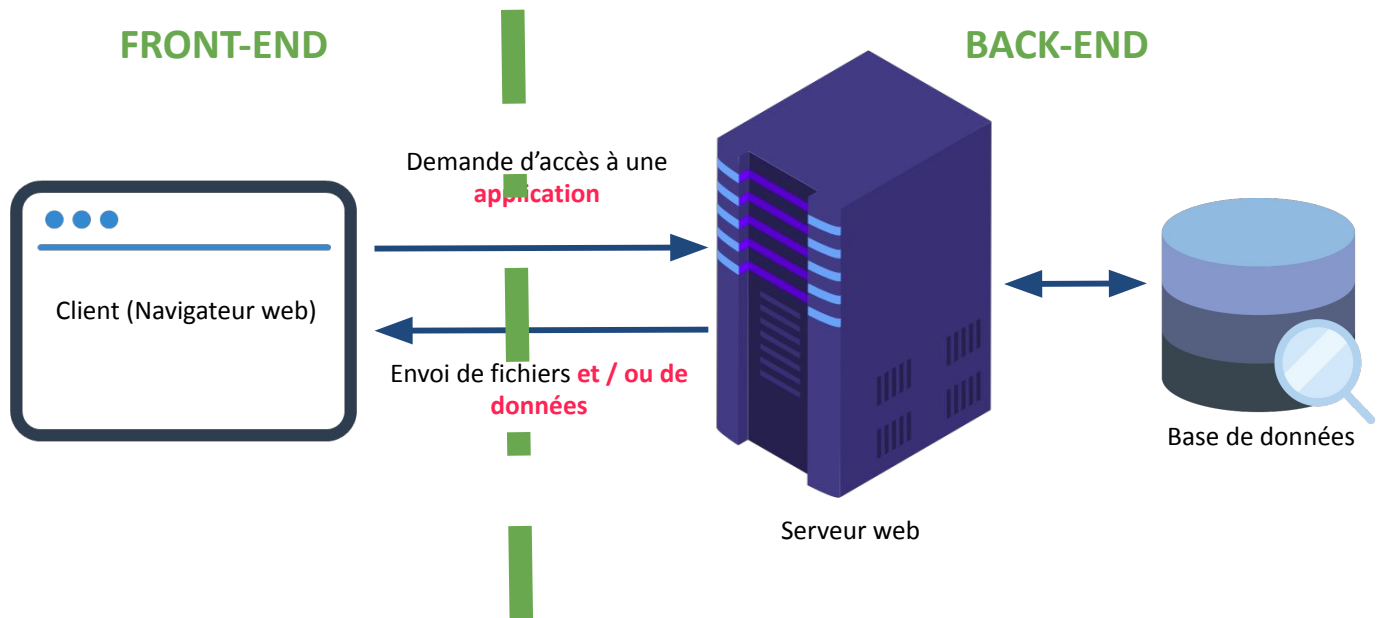 FRONT-END
BACK-END
Demande d’accès à une
application
Client (Navigateur web)
Envoi de fichiers et / ou de
données
Base de données
Serveur web